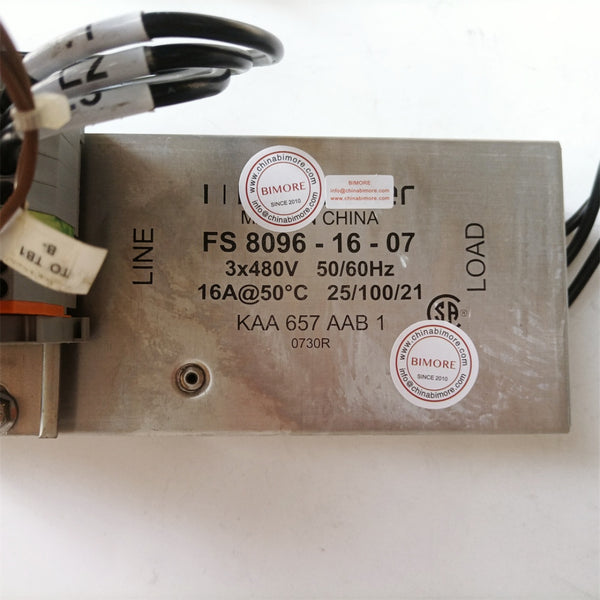 L2
TO TB1
B-
LINE
www.chinabimore.com
BIMORE
SINCE 2010
info@chinabimore.com
BIMORE
info@chinabimore.com
www.chinabimore.com
CHINA
FS 8096 - 16 - 07
3x480V 50/60Hz
16A@50°C 25/100/21
KAA 657 AAB 1
0730R
LOAD
www.chinabimore.com
BIMORE
SINCE 2010
info@chinabimore.com